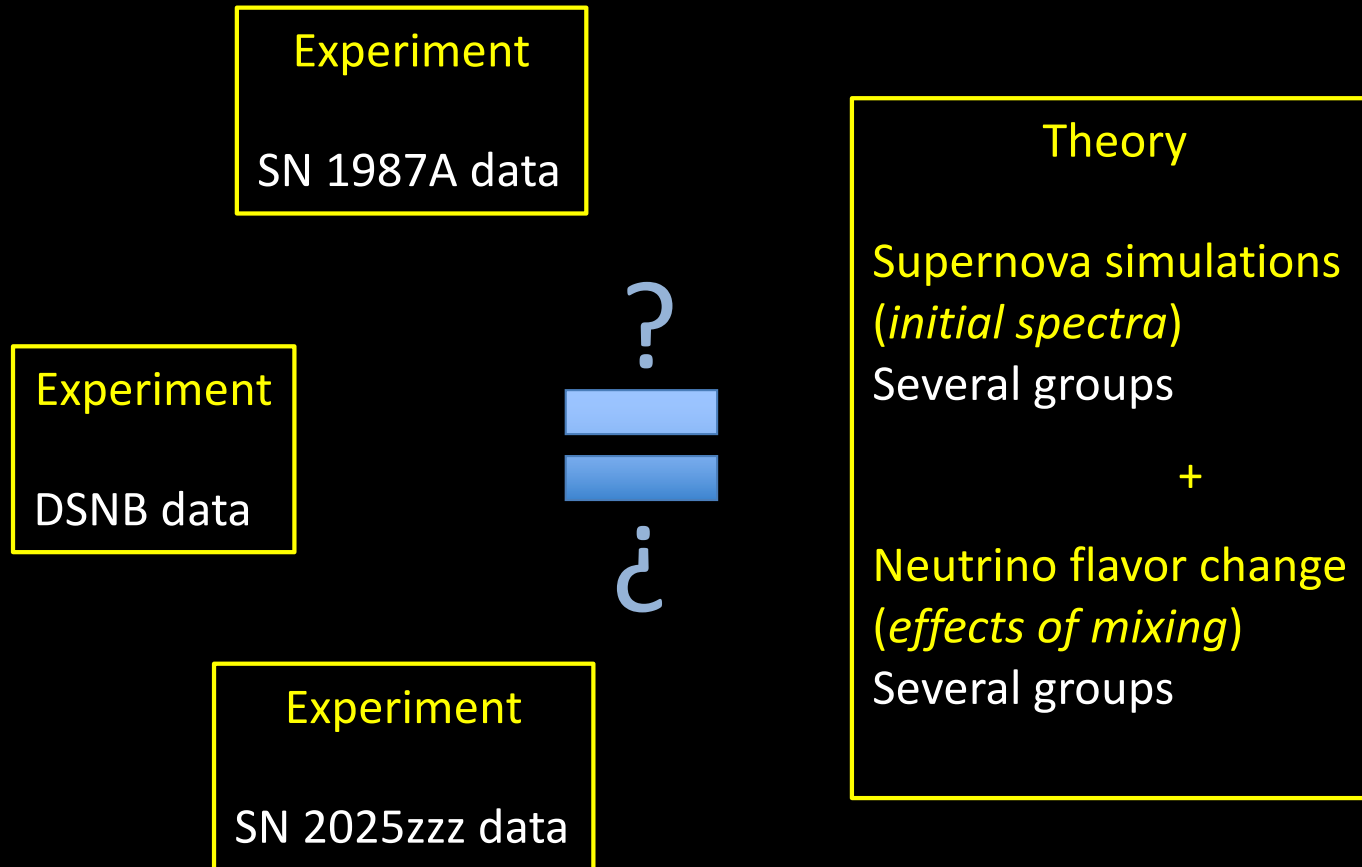 Experiment
SN 1987A data
Experiment
DSNB data
Experiment
SN 2025zzz data
?
¿
Theory
Supernova simulations
(initial spectra)
Several groups
+
Neutrino flavor change
(effects of mixing)
Several groups